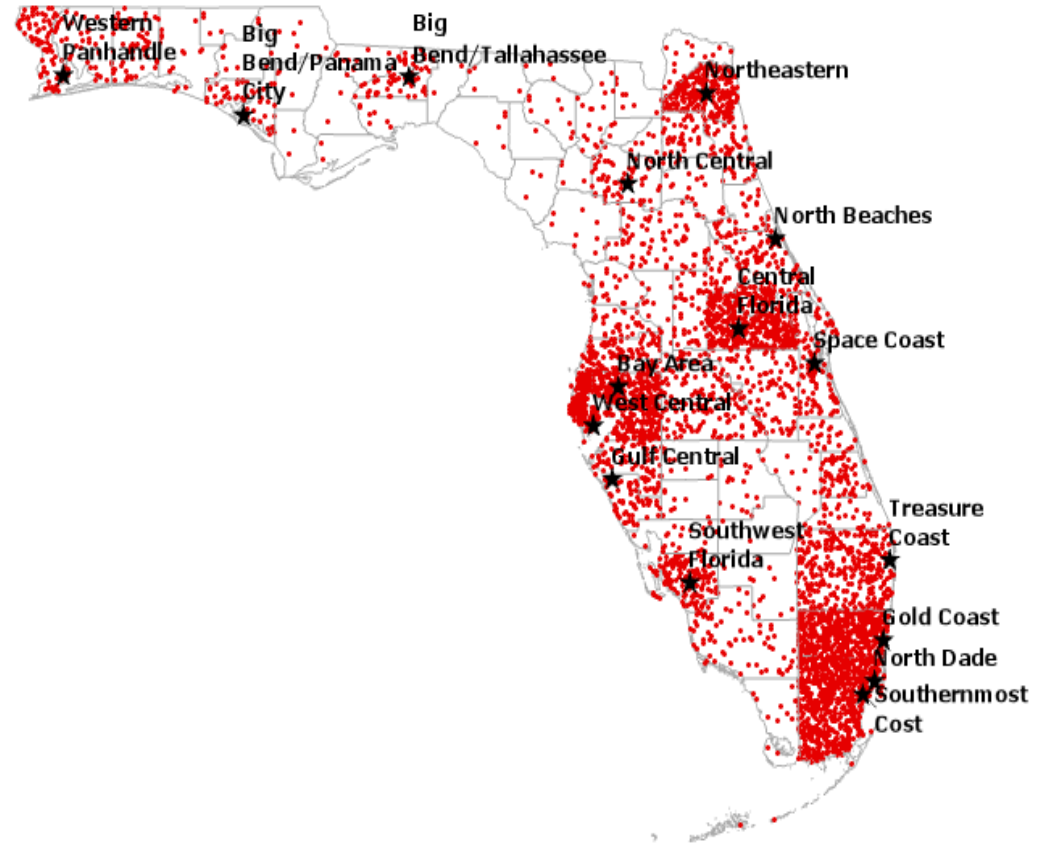 Western
Panhandle
Big
Bend/Panama
City
Big
Bend/Tallahassee
Northeastern
North Central
North Beaches
Central
Florida
Space Coast
Bay Area
West Central
Gulf Central
Southwest
Florida
Treasure
Coast
Gold Coast
North Dade
Southernmost
Cost